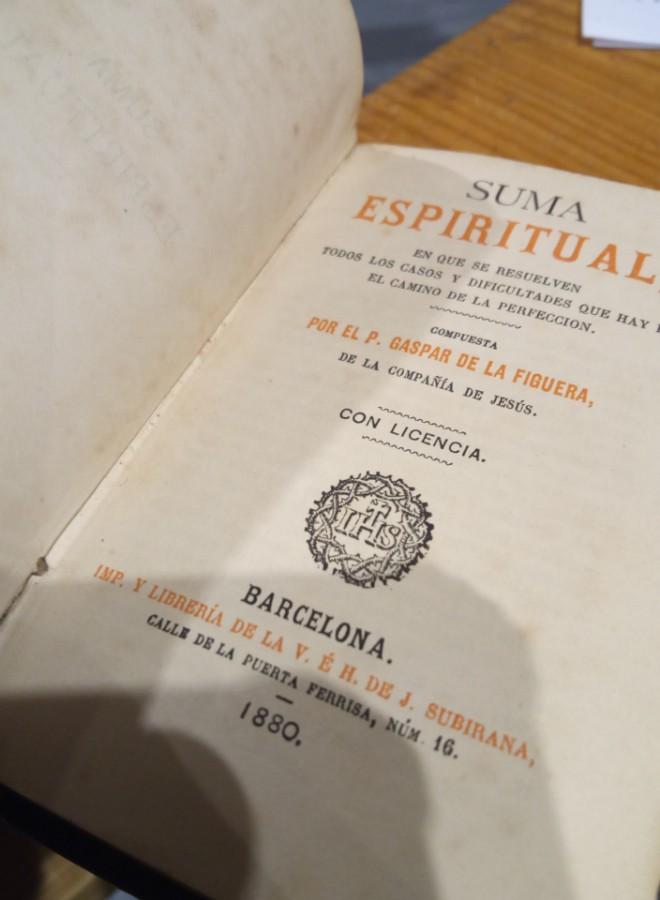 SUMA
ESPIRITUAL
EN QUE SE RESUELVEN
TODOS LOS CASOS Y DIFICULTADES QUE HAY
EL CAMINO DE LA PERFECCION.
COMPUESTA
POR EL P. GASPAR DE LA FIGUERA,
DE LA COMPAÑÍA DE JESÚS.
CON LICENCIA.
IHS
BARCELONA.
IMP. Y LIBRERÍA DE LA V. É H. DE J. SUBIRANA,
CALLE DE LA PUERTA FERRISA, NÚM. 16.
1880.